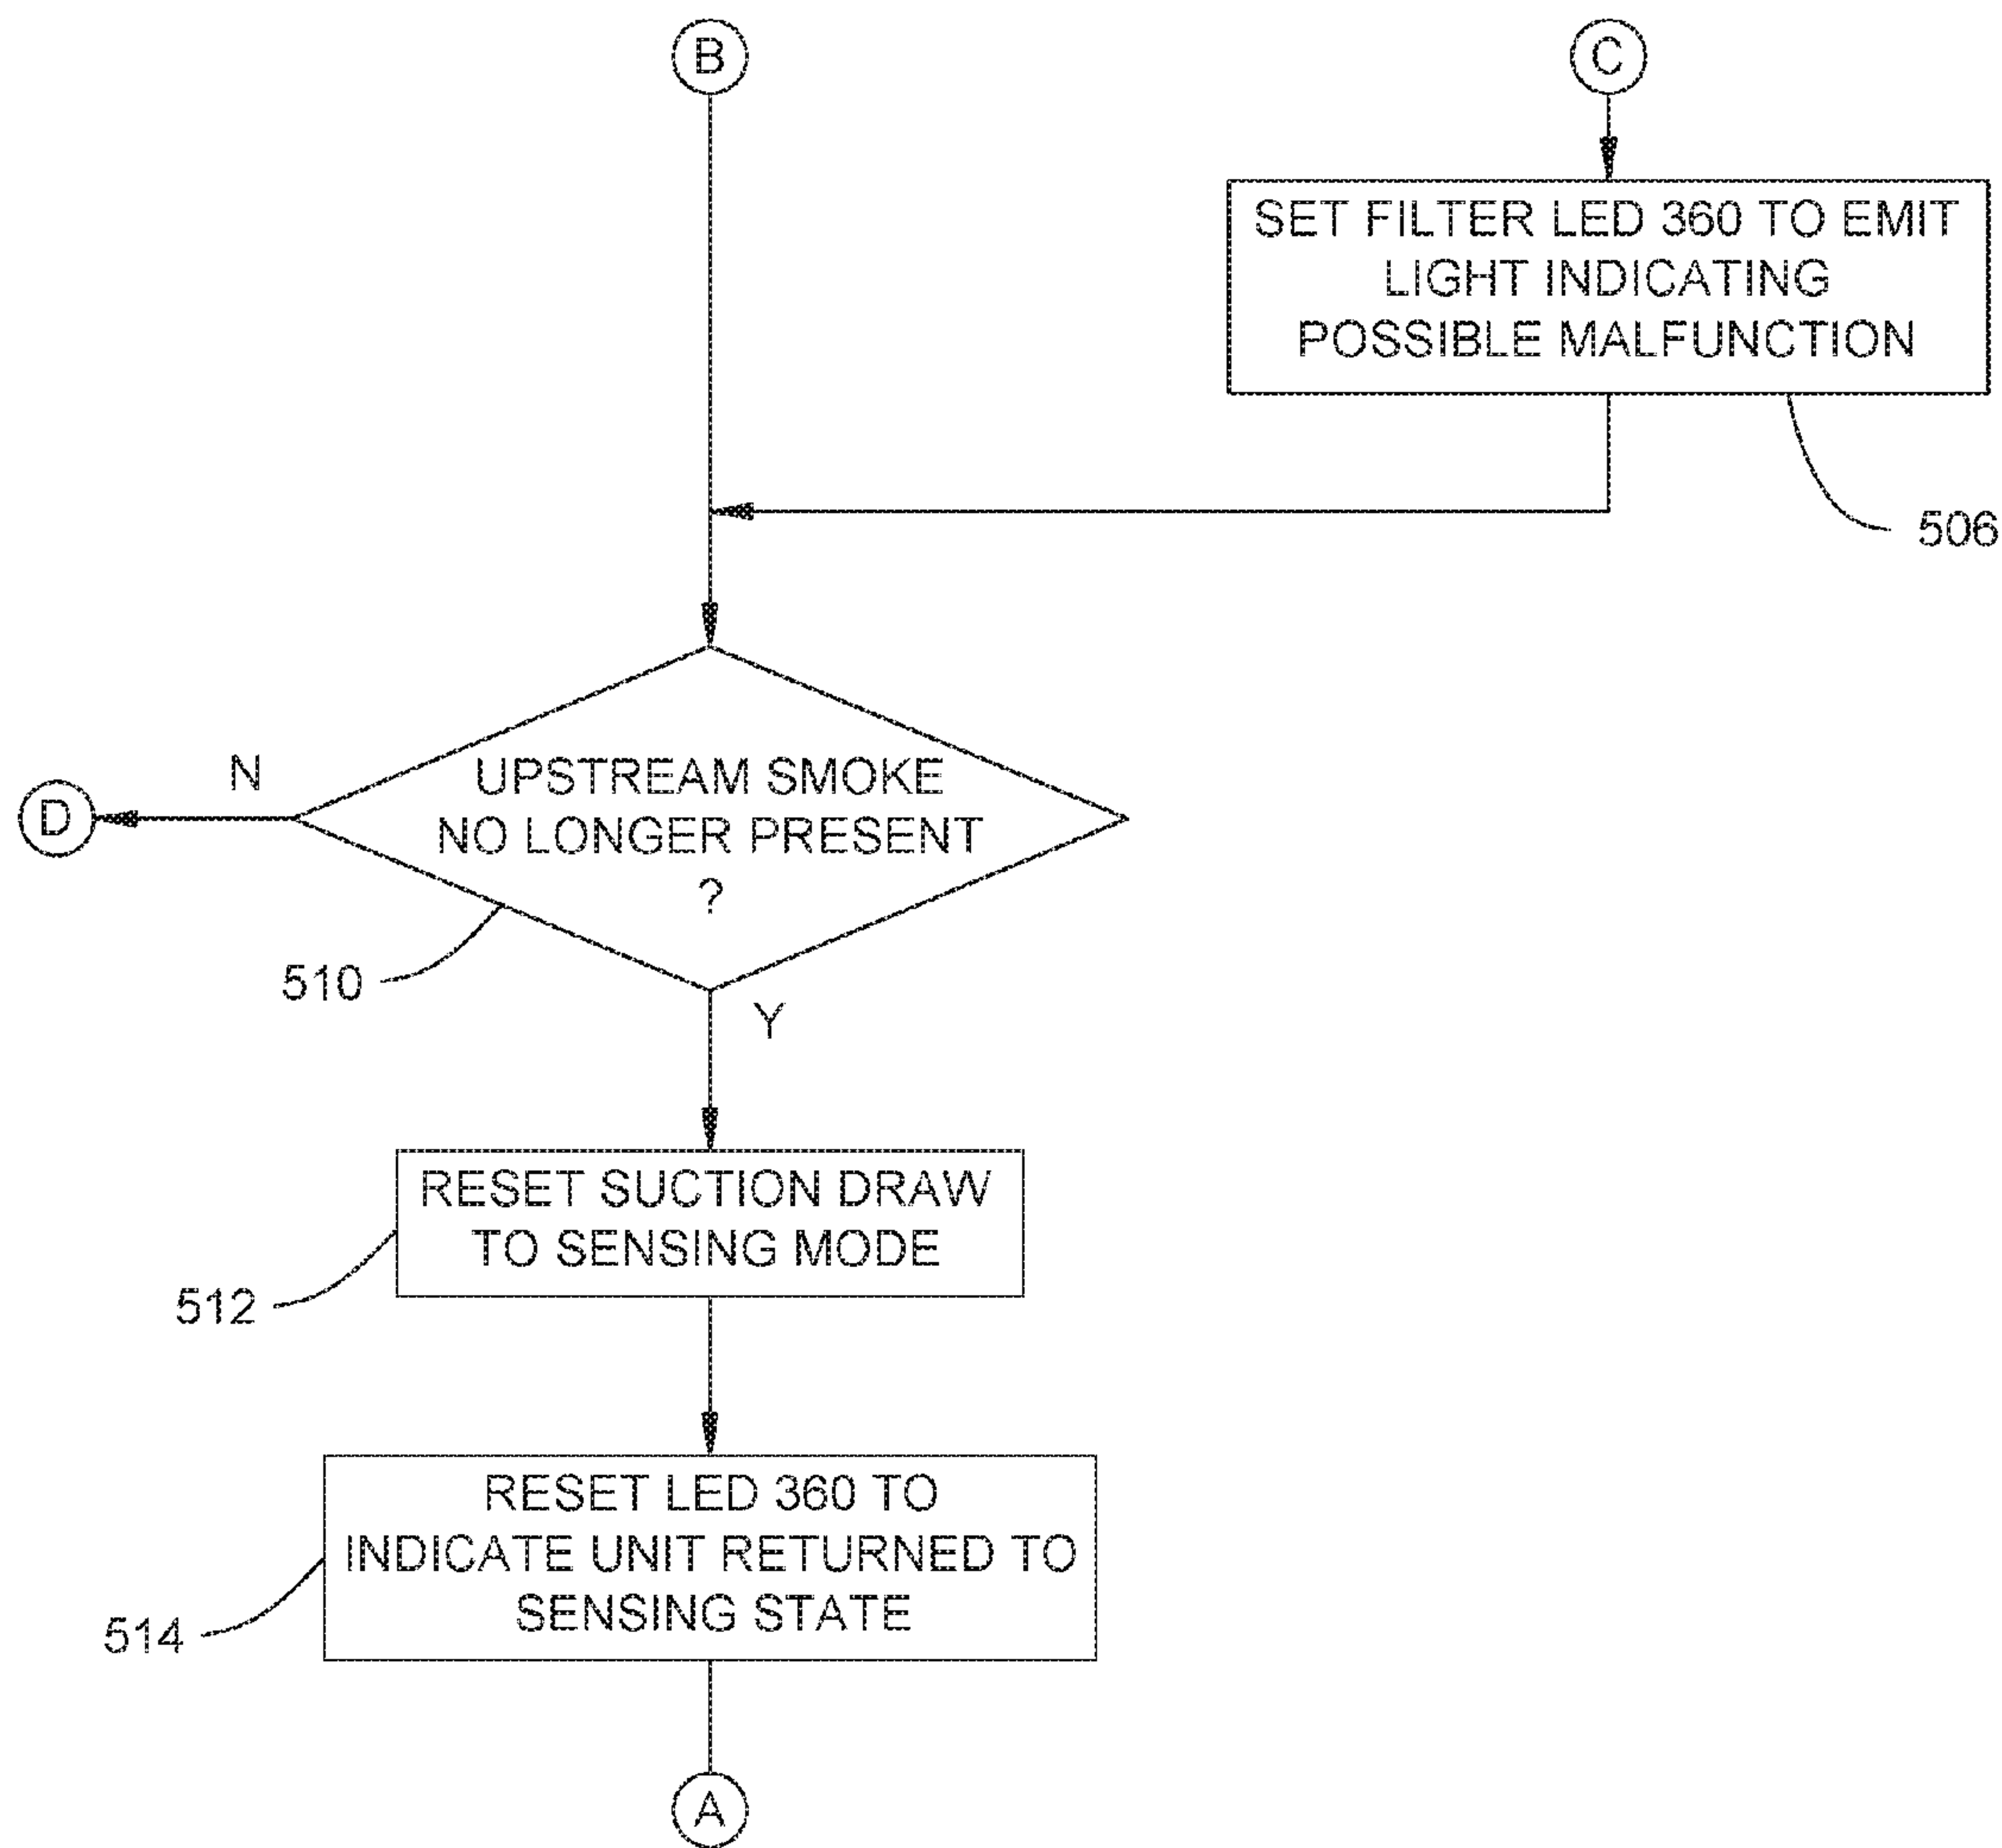 B
C
SET FILTER LED 360 TO EMIT
LIGHT INDICATING
POSSIBLE MALFUNCTION
506
N
D
UPSTREAM SMOKE
NO LONGER PRESENT
?
510
Y
RESET SUCTION DRAW
TO SENSING MODE
512
RESET LED 360 TO
INDICATE UNIT RETURNED TO
SENSING STATE
514
A